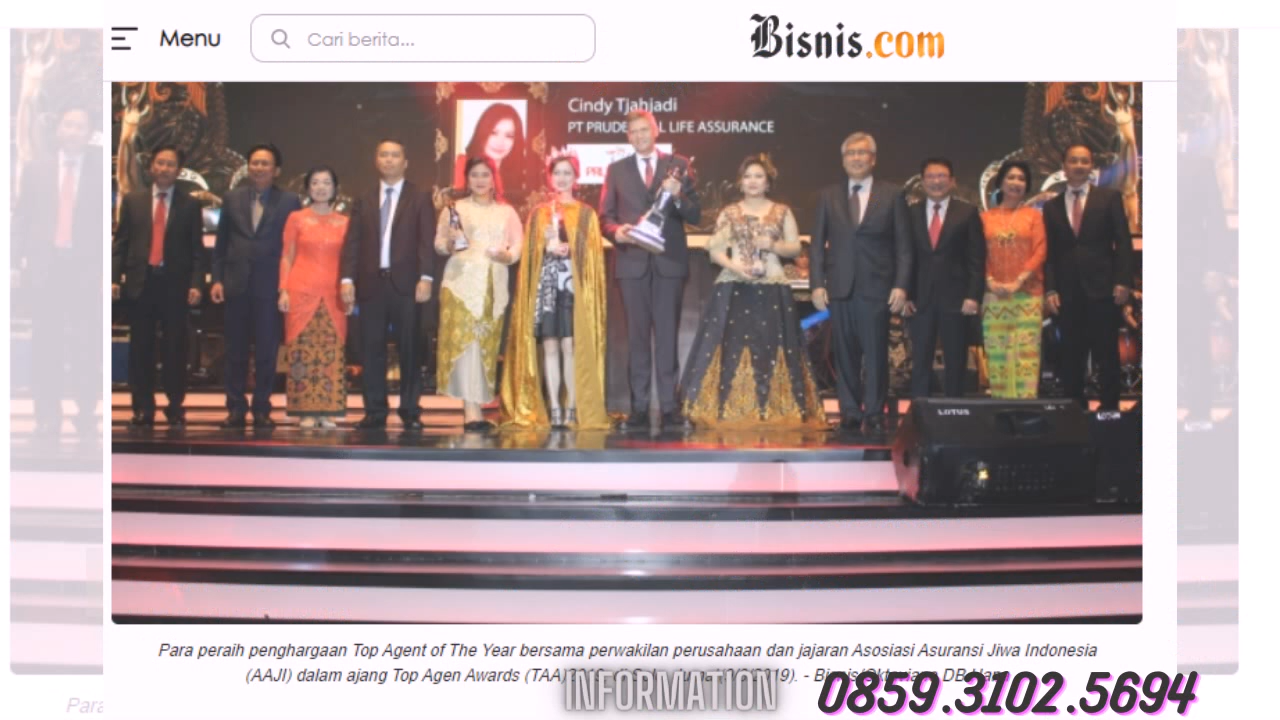 Menu
Cari berita...
Bisnis.com
Cindy Tjahjadi
PT PRUDENTIAL LIFE ASSURANCE
LOTUS
Para peraih penghargaan Top Agent of The Year bersama perwakilan perusahaan dan jajaran Asosiasi Asuransi Jiwa Indonesia
(AAJI) dalam ajang Top Agen Awards (TAA)
INFORMATION
0859.3102.5694
Para